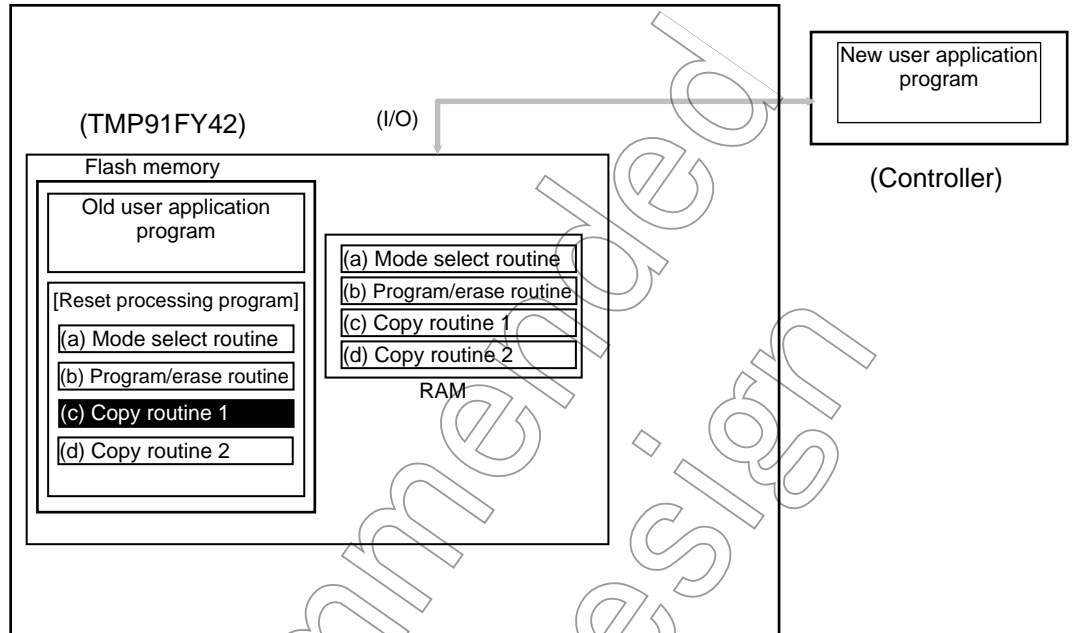 New user application
program
(TMP91FY42)
(I/O)
(Controller)
Flash memory
Old user application
program
[Reset processing program]
(a) Mode select routine
(b) Program/erase routine
(c) Copy routine 1
(d) Copy routine 2
(a) Mode select routine
(b) Program/erase routine
(c) Copy routine 1
(d) Copy routine 2
RAM
mmended
esign